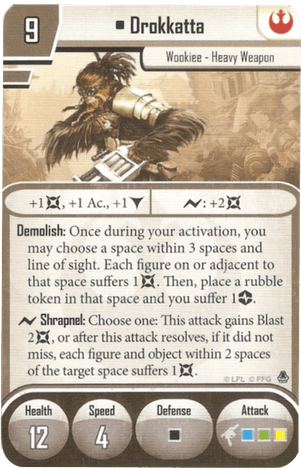 9
Drokkatta
Wookiee - Heavy Weapon
+1, +1 Ac., +1
: +2
Demolish: Once during your activation, you
may choose a space within 3 spaces and
line of sight. Each figure on or adjacent to
that space suffers 1. Then, place a rubble
token in that space and you suffer 1.
Shrapnel: Choose one: This attack gains Blast
2, or after this attack resolves, if it did not
miss, each figure and object within 2 spaces
of the target space suffers 1.
©LFL ©FFG
Health
12
Speed
4
Defense
Attack